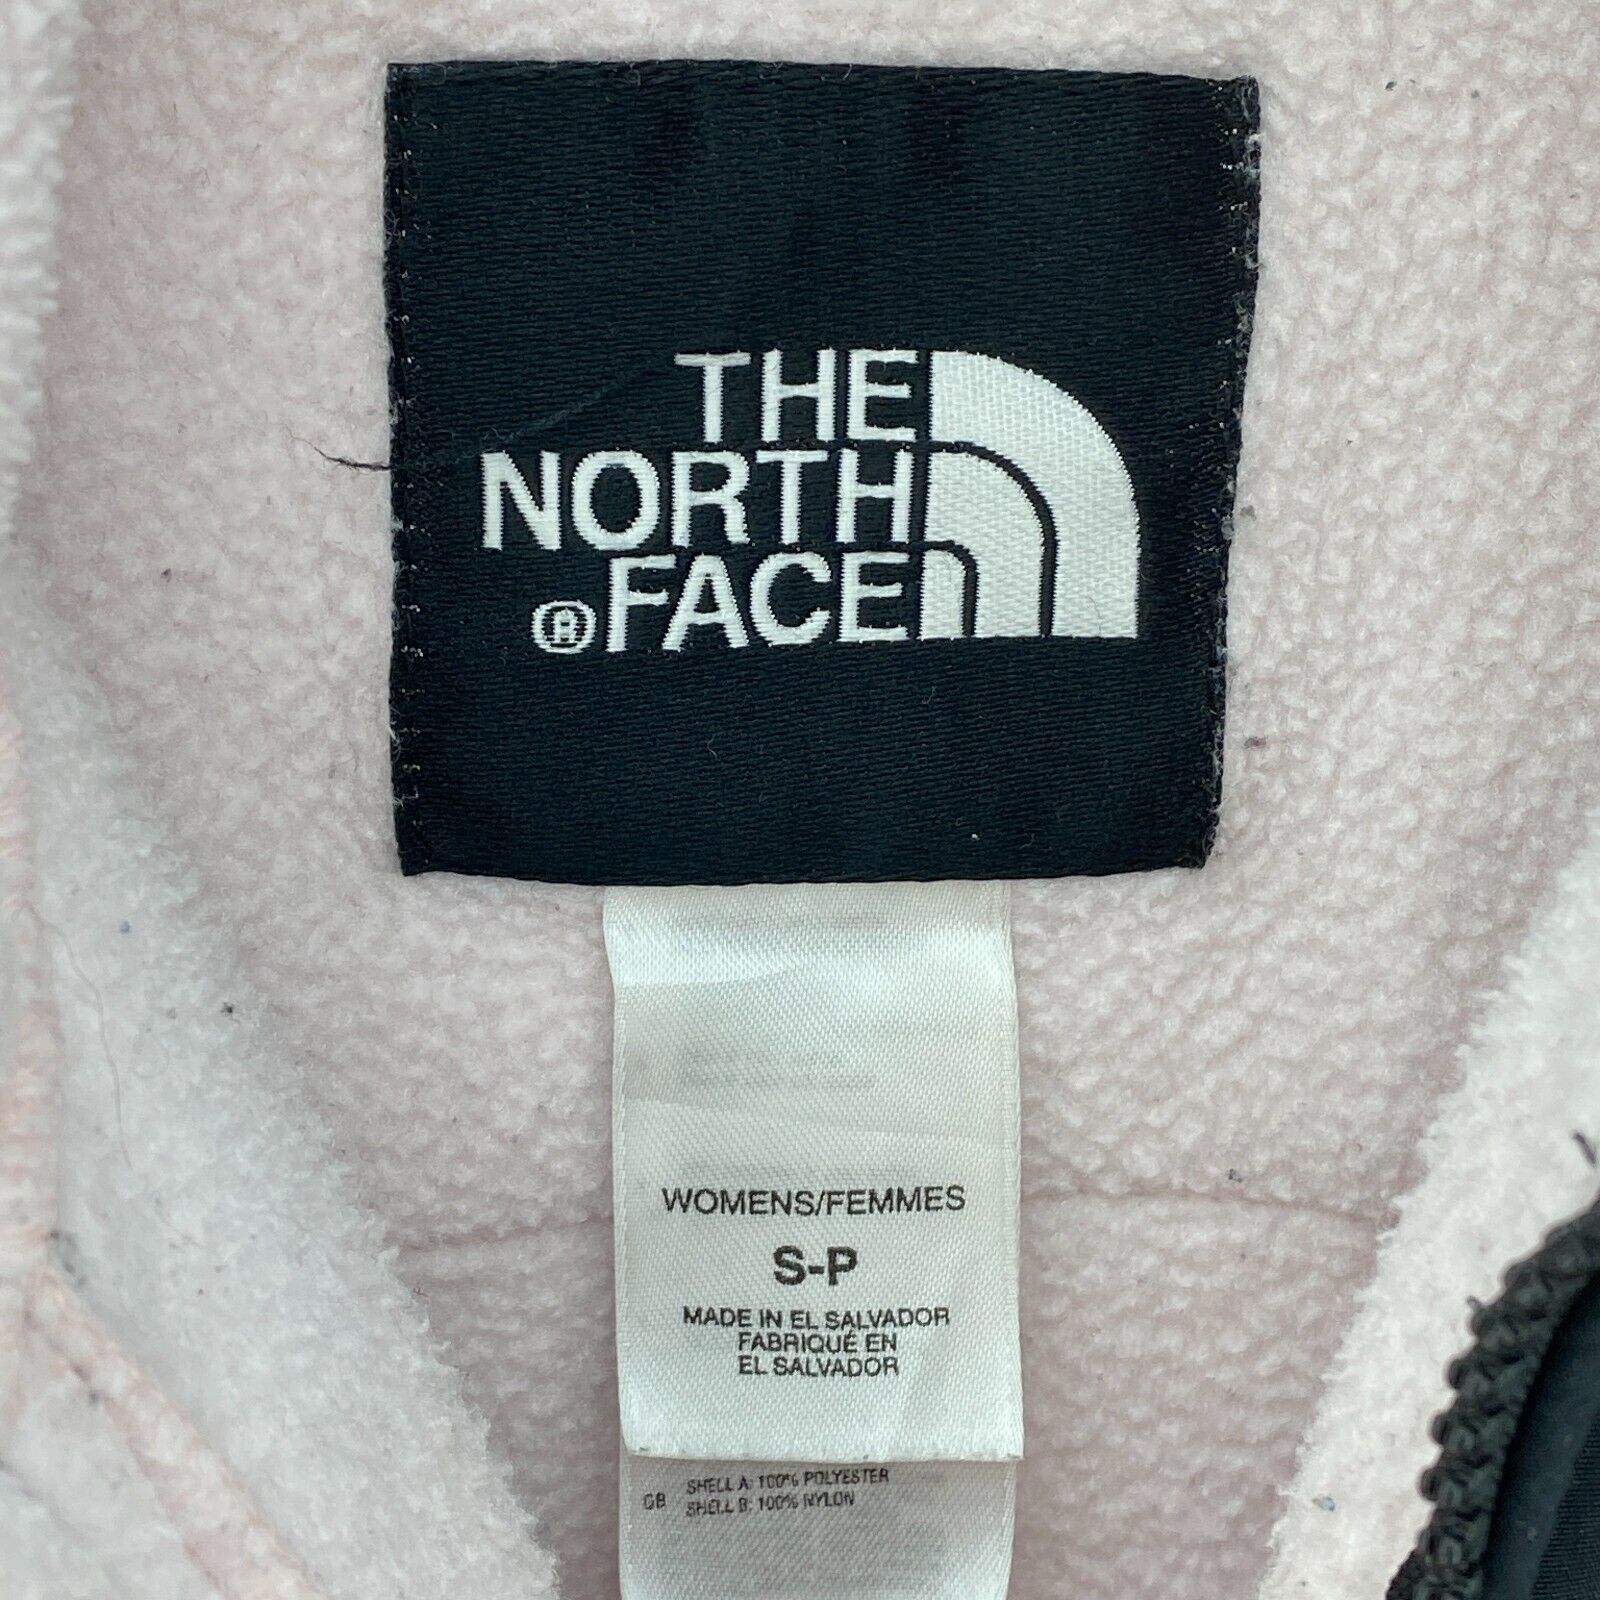 THE
NORTH
® FACE
WOMENS/FEMMES
S-P
MADE IN EL SALVADOR
FABRIQUÉ EN
EL SALVADOR
SHELL A: 100% POLYESTER
GB SHELL B: 100% NYLON